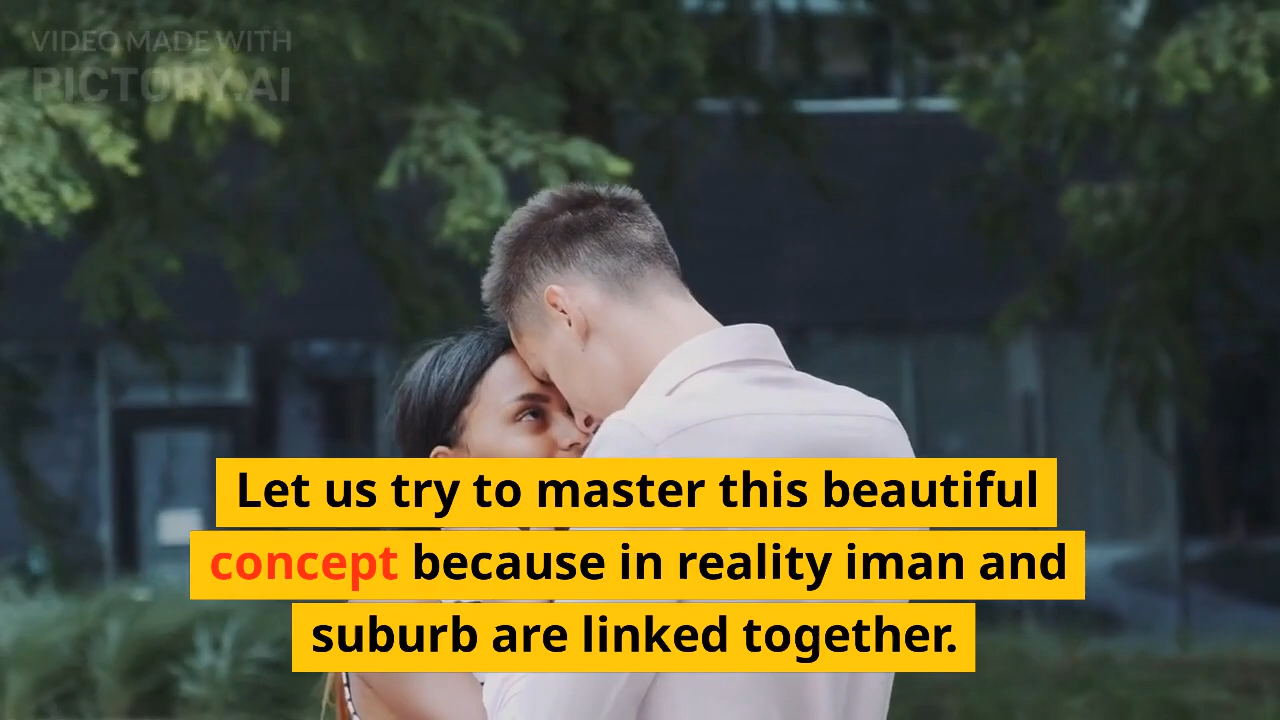 VIDEO MADE WITH
PICTORY.AI
Let us try to master this beautiful
concept because in reality iman and
suburb are linked together.